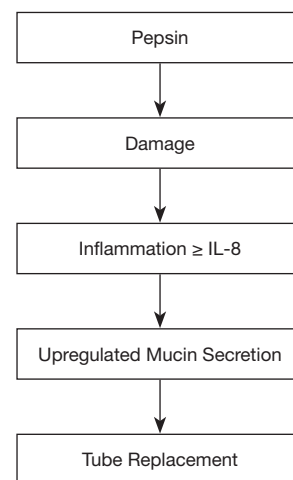 Pepsin
Damage
Inflammation ≥ IL-8
Upregulated Mucin Secretion
Tube Replacement